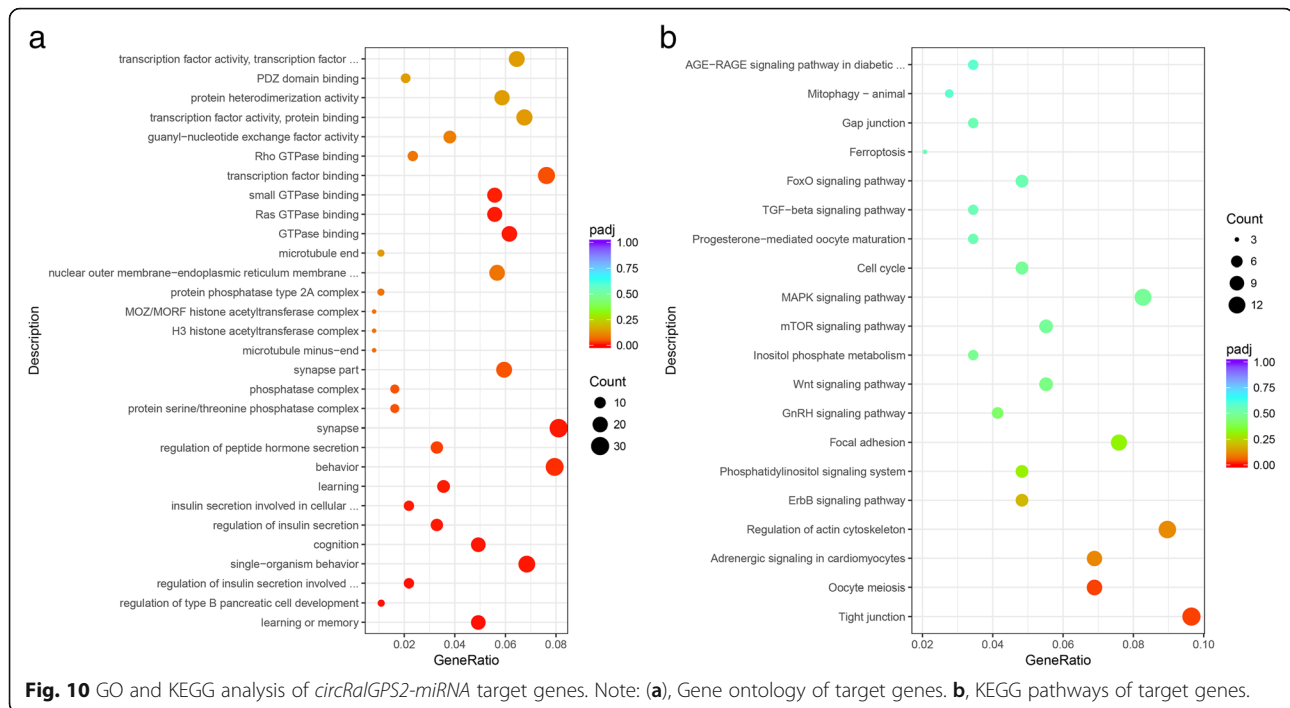 a
transcription factor activity, transcription factor ...
PDZ domain binding
protein heterodimerization activity
transcription factor activity, protein binding
guanyl−nucleotide exchange factor activity
Rho GTPase binding
transcription factor binding
small GTPase binding
Ras GTPase binding
GTPase binding
microtubule end
nuclear outer membrane−endoplasmic reticulum membrane ...
protein phosphatase type 2A complex
MOZ/MORF histone acetyltransferase complex
H3 histone acetyltransferase complex
microtubule minus−end
synapse part
phosphatase complex
protein serine/threonine phosphatase complex
synapse
regulation of peptide hormone secretion
behavior
learning
insulin secretion involved in cellular ...
regulation of insulin secretion
cognition
single−organism behavior
regulation of insulin secretion involved ...
regulation of type B pancreatic cell development
learning or memory
Description
0.02 0.04 0.06 0.08
GeneRatio
padj
1.00
0.75
0.50
0.25
0.00
Count
10
20
30
b
AGE−RAGE signaling pathway in diabetic ...
Mitophagy − animal
Gap junction
Ferroptosis
FoxO signaling pathway
TGF−beta signaling pathway
Progesterone−mediated oocyte maturation
Cell cycle
MAPK signaling pathway
mTOR signaling pathway
Inositol phosphate metabolism
Wnt signaling pathway
GnRH signaling pathway
Focal adhesion
Phosphatidylinositol signaling system
ErbB signaling pathway
Regulation of actin cytoskeleton
Adrenergic signaling in cardiomyocytes
Oocyte meiosis
Tight junction
Description
0.02 0.04 0.06 0.08 0.10
GeneRatio
Count
3
6
9
12
padj
1.00
0.75
0.50
0.25
0.00
Fig. 10 GO and KEGG analysis of circRalGPS2-miRNA target genes. Note: (a), Gene ontology of target genes. b, KEGG pathways of target genes.